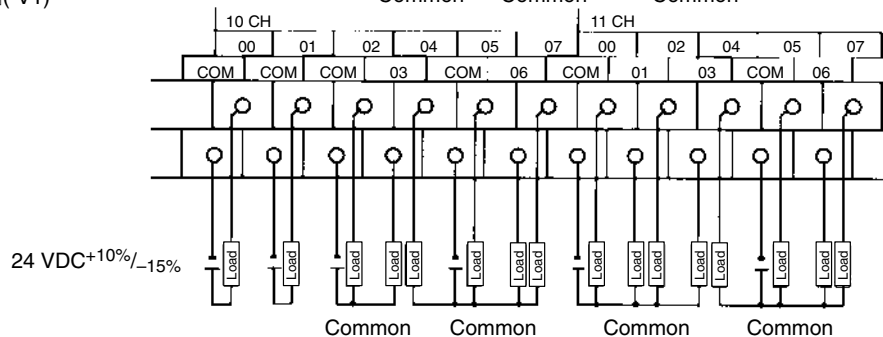 Common Common Common
10 CH 11 CH
00 01 02 04 05 07 00 02 04 05 07
COM COM COM 03 COM 06 COM 01 03 COM 06
Load Load Load Load Load Load Load Load Load Load Load Load Load Load Load Load
24 VDC+10%/–15%
Common Common Common Common